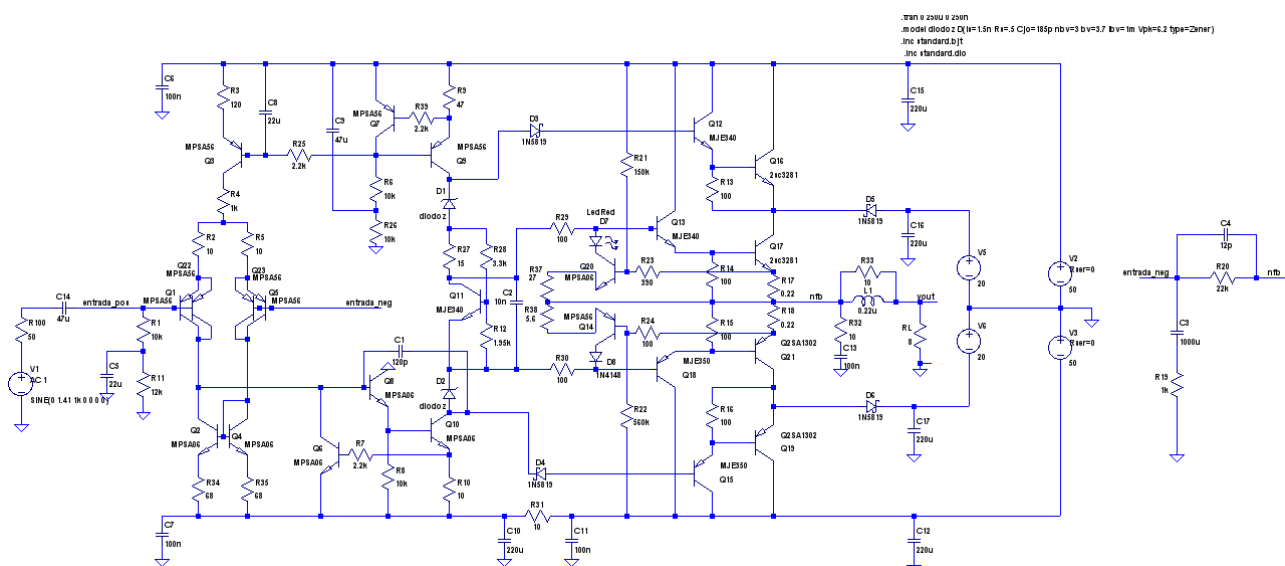 .tran 0 250u 0 250n
.model diodoz D(Is=1.5n Rs=.5 Cjo=185p nbv=3 bv=3.7 Ibv=1m Vpk=6.2 type=Zener)
.inc standard.bjt
.inc standard.dio
C6
100n
R3
120
C8
22u
C9
47u
MPSA56
Q7
R39
2.2k
R9
47
MPSA56
Q9
D3
1N5819
Q12
MJE340
C15
220u
MPSA56
Q3
R25
2.2k
R6
10k
R26
10k
R4
1k
D1
diodoz
R21
150k
R13
100
Q16
2sc3281
R2
10
R5
10
R27
15
R28
3.3k
R29
100
LedRed
D7
Q13
MJE340
Q17
2sc3281
D5
1N5819
C16
220u
V5
20
V2
Rser=0
50
Q22
MPSA56
Q23
MPSA56
MPSA56
Q1
Q5
MPSA56
C14
47u
entrada_pos
entrada_neg
R100
50
V1
AC 1
SINE(0 1.41 1k 0 0 0 0)
R1
10k
C5
22u
R11
12k
Q11
MJE340
C2
10n
R12
1.95k
R37
27
Q20
MPSA06
R23
390
R14
100
R17
0.22
R38
5.6
MPSA56
Q14
R24
100
R15
100
R18
0.22
nfb
R33
10
L1
0.22u
vout
R32
10
C13
100n
RL
8
V6
20
V3
Rser=0
50
C1
120p
Q8
MPSA06
D2
diodoz
R30
100
D8
1N4148
MJE350
Q18
Q2SA1302
Q21
D6
1N5819
C17
220u
Q2
MPSA06
Q4
MPSA06
Q6
MPSA06
R7
2.2k
R8
10k
Q10
MPSA06
R10
10
D4
1N5819
R22
560k
R16
100
MJE350
Q15
Q2SA1302
Q19
R34
68
R35
68
C7
100n
C10
220u
R31
10
C11
100n
C12
220u
entrada_neg
C4
12p
R20
22k
nfb
C3
1000u
R19
1k